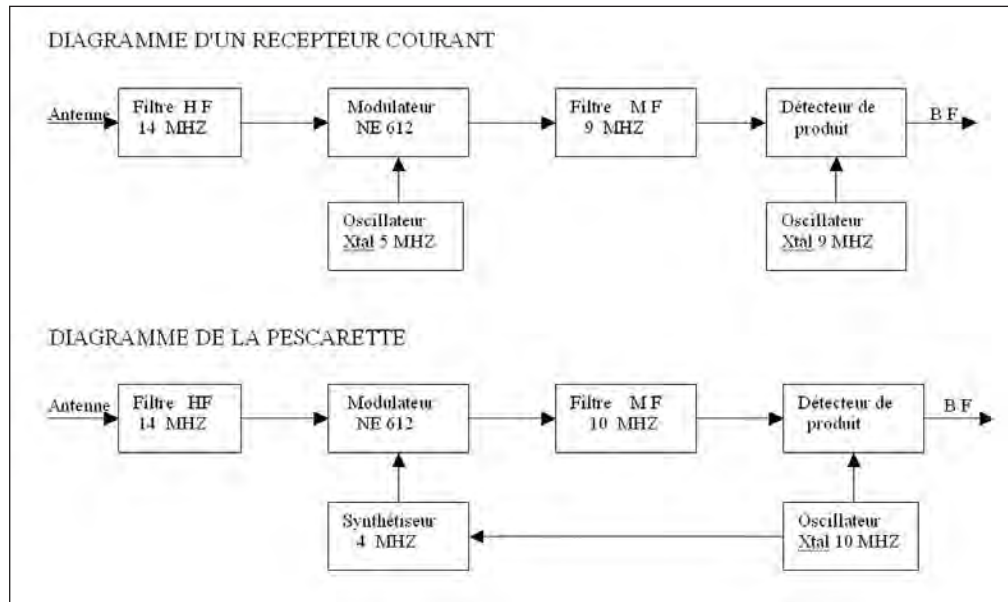 DIAGRAMME D'UN RECEPTEUR COURANT
Antenne
Filtre H F
14 MHZ
Modulateur
NE 612
Filtre M F
9 MHZ
Détecteur de
produit
B F
Oscillateur
Xtal 5 MHZ
Oscillateur
Xtal 9 MHZ
DIAGRAMME DE LA PESCARETTE
Antenne
Filtre HF
14 MHZ
Modulateur
NE 612
Filtre M F
10 MHZ
Détecteur de
produit
B F
Synthétiseur
4 MHZ
Oscillateur
Xtal 10 MHZ